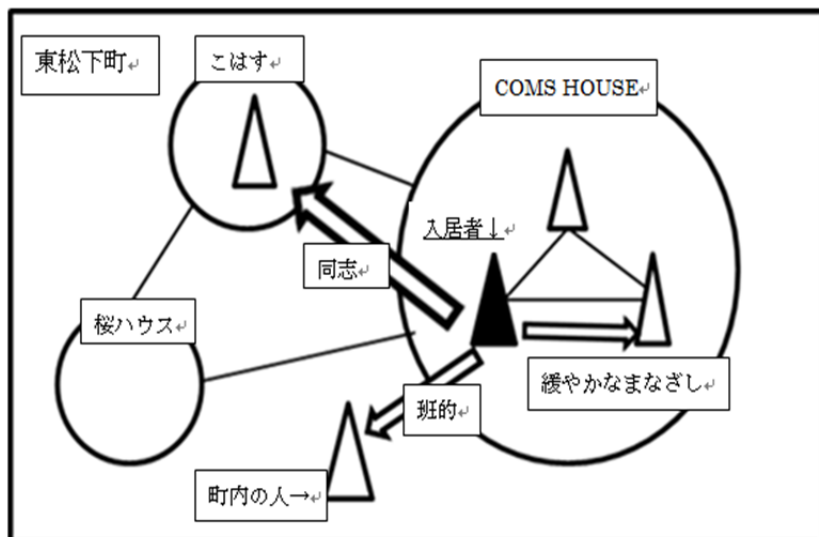 東松下町↵
こはす↵
COMS HOUSE↵
入居者↓↵
同志↵
桜ハウス↵
緩やかなまなざし↵
班的↵
町内の人→↵